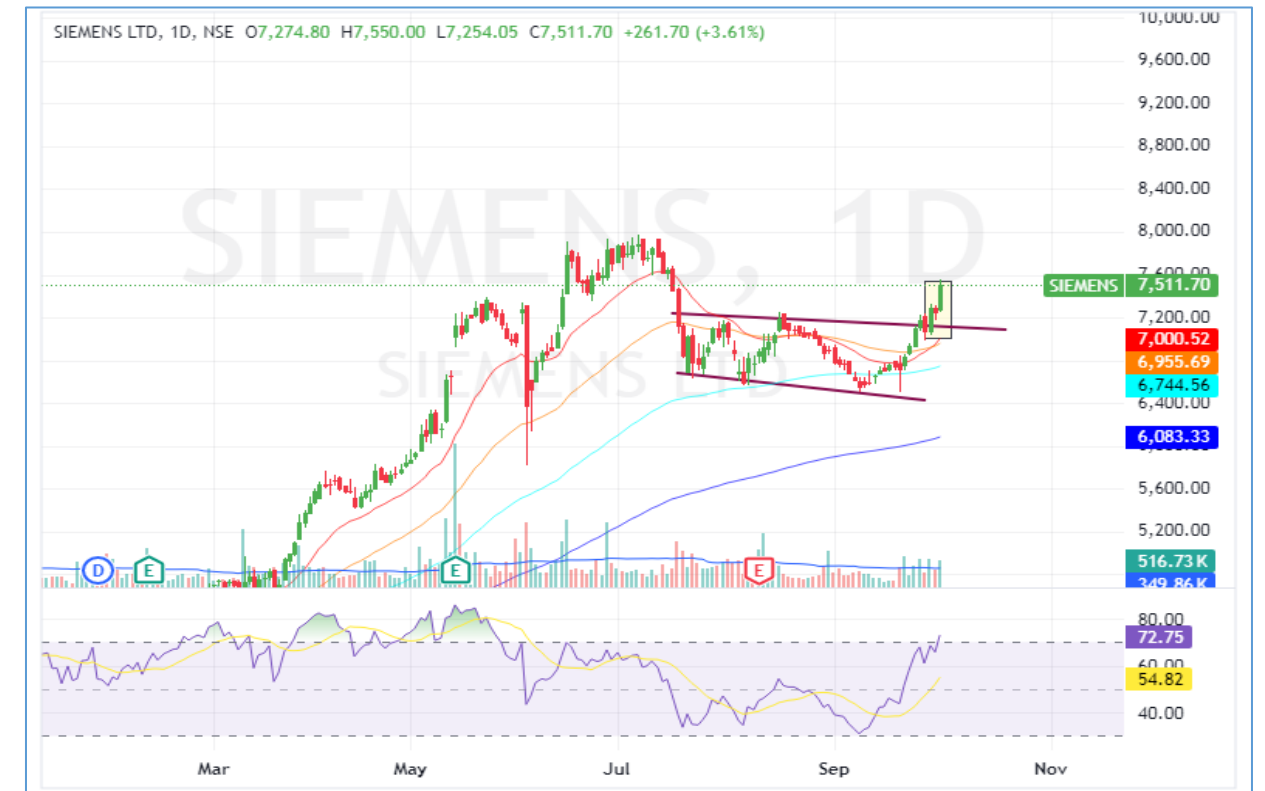 SIEMENS LTD, 1D, NSE O7,274.80 H7,550.00 L7,254.05 C7,511.70 +261.70 (+3.61%)
10,000.00
9,600.00
9,200.00
8,800.00
8,400.00
SIEMENS, 1D
8,000.00
7,600.00
SIEMENS 7,511.70
7,200.00
7,000.52
SIEMENS LTD
6,955.69
6,744.56
6,400.00
6,083.33
5,600.00
5,200.00
D E E E
516.73 K
349.86 K
80.00
72.75
60.00
54.82
40.00
Mar May Jul Sep Nov